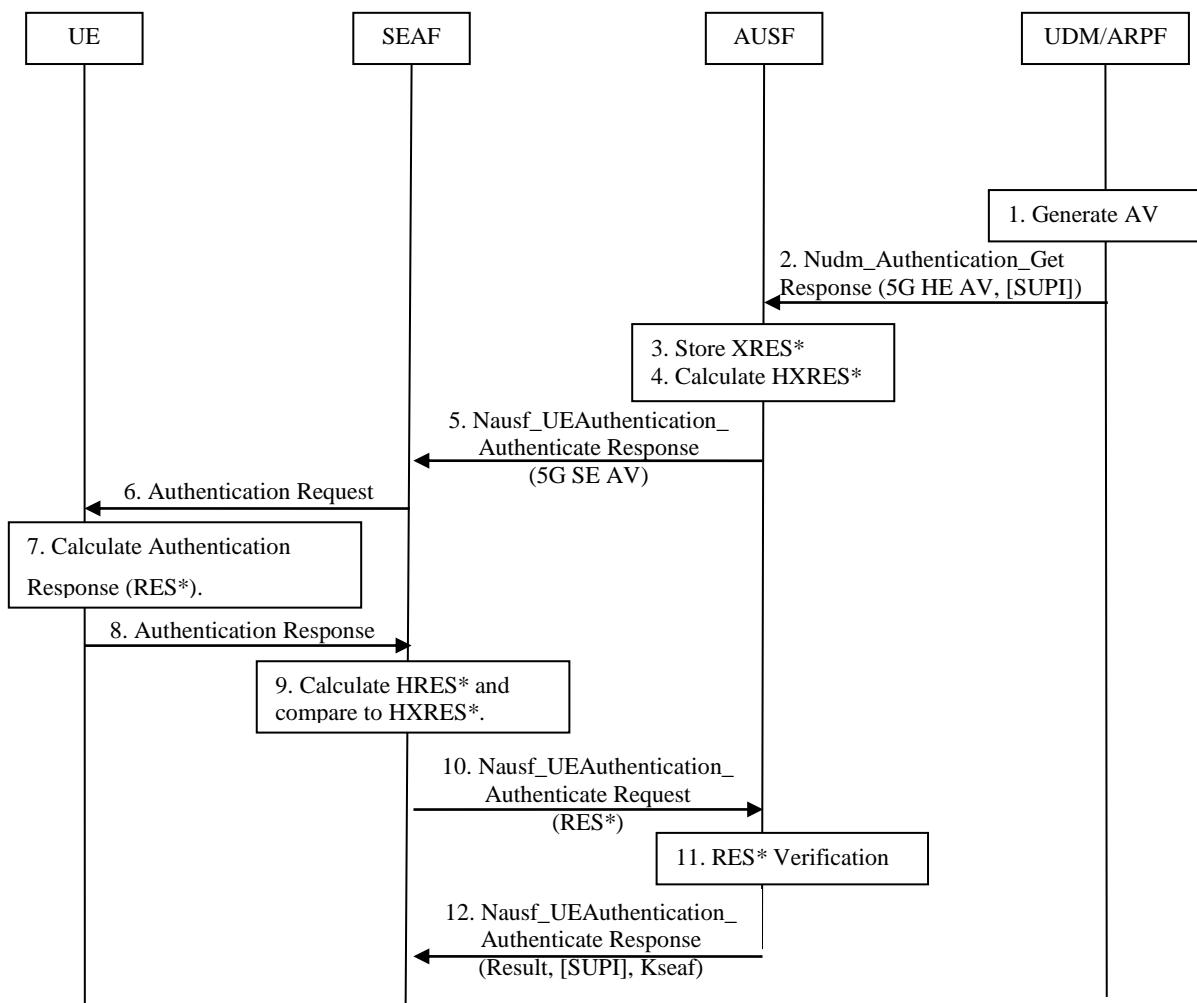 UE
SEAF
AUSF
UDM/ARPF
1. Generate AV
2. Nudm_Authentication_Get
Response (5G HE AV, [SUPI])
3. Store XRES*
4. Calculate HXRES*
5. Nausf_UEAuthentication_
Authenticate Response
(5G SE AV)
6. Authentication Request
7. Calculate Authentication
Response (RES*).
8. Authentication Response
9. Calculate HRES* and
compare to HXRES*.
10. Nausf_UEAuthentication_
Authenticate Request
(RES*)
11. RES* Verification
12. Nausf_UEAuthentication_
Authenticate Response
(Result, [SUPI], Kseaf)